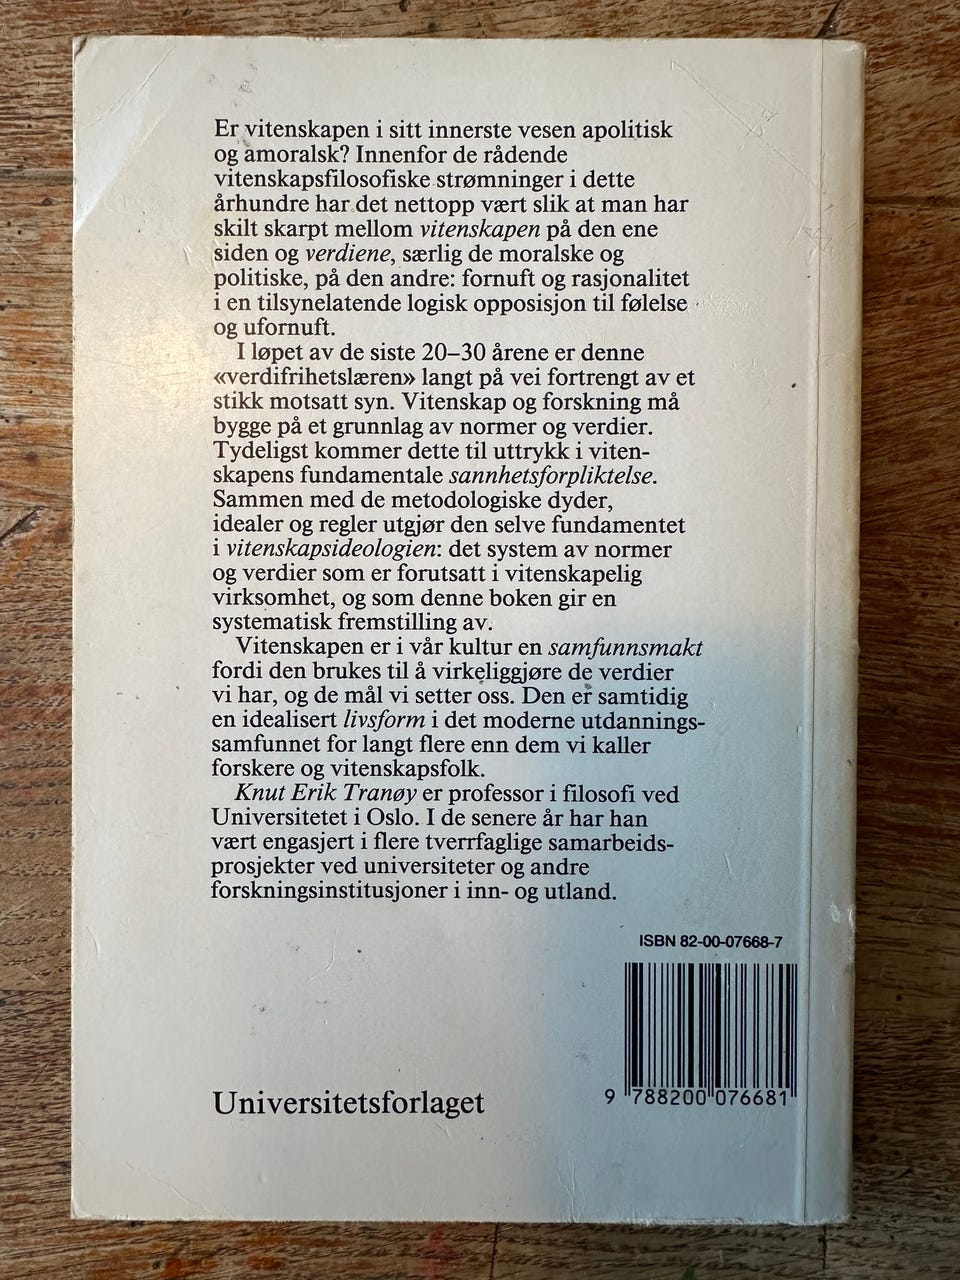 Er vitenskapen i sitt innerste vesen apolitisk
og amoralsk? Innenfor de rådende
vitenskapsfilosofiske strømninger i dette
århundre har det nettopp vært slik at man har
skilt skarpt mellom vitenskapen på den ene
siden og verdiene, særlig de moralske og
politiske, på den andre: fornuft og rasjonalitet
i en tilsynelatende logisk opposisjon til følelse
og ufornuft.
I løpet av de siste 20–30 årene er denne
«verdifrihetslæren» langt på vei fortrengt av et
stikk motsatt syn. Vitenskap og forskning må
bygge på et grunnlag av normer og verdier.
Tydeligst kommer dette til uttrykk i viten-
skapens fundamentale sannhetsforpliktelse.
Sammen med de metodologiske dyder,
idealer og regler utgjør den selve fundamentet
i vitenskapsideologien: det system av normer
og verdier som er forutsatt i vitenskapelig
virksomhet, og som denne boken gir en
systematisk fremstilling av.
Vitenskapen er i vår kultur en samfunnsmakt
fordi den brukes til å virkeliggjøre de verdier
vi har, og de mål vi setter oss. Den er samtidig
en idealisert livsform i det moderne utdannings-
samfunnet for langt flere enn dem vi kaller
forskere og vitenskapsfolk.
Knut Erik Tranøy er professor i filosofi ved
Universitetet i Oslo. I de senere år har han
vært engasjert i flere tverrfaglige samarbeids-
prosjekter ved universiteter og andre
forskningsinstitusjoner i inn- og utland.
ISBN 82-00-07668-7
9 788200 076681
Universitetsforlaget